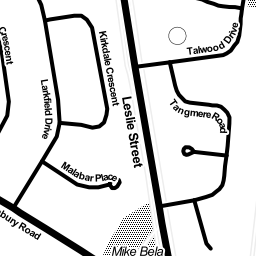 Crescent
Kirkdale Crescent
Talwood Drive
Larkfield Drive
Leslie Street
Tangmere Road
Malabar Place
bury Road
Mike Bela